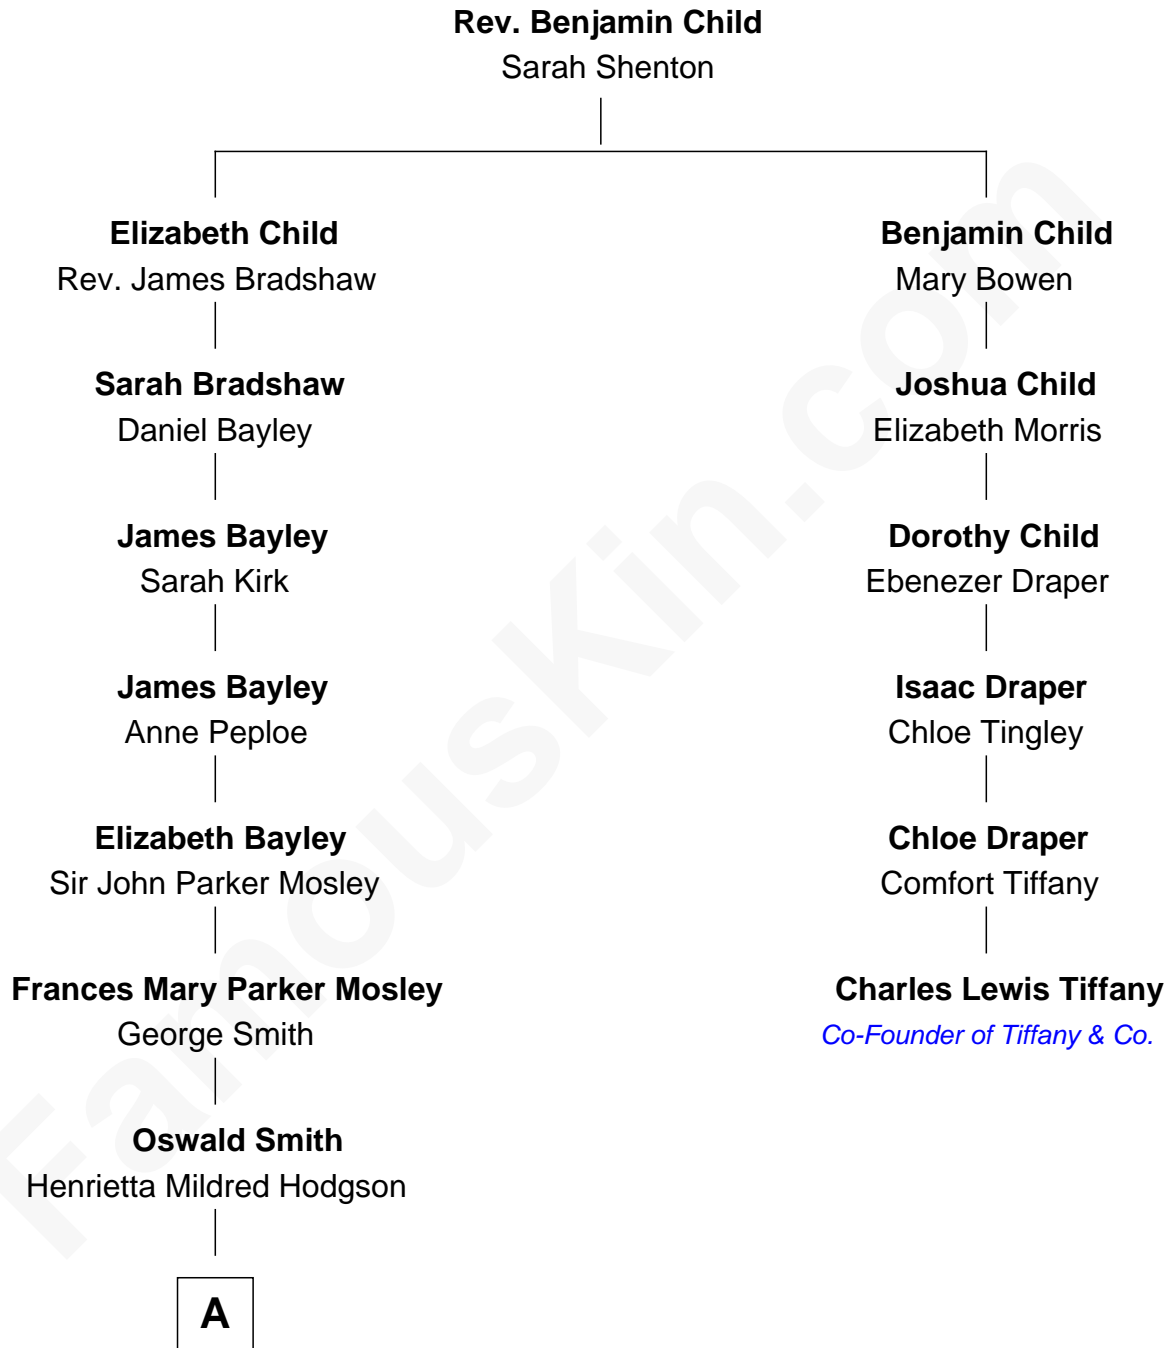 Rev. Benjamin Child
Sarah Shenton
Elizabeth Child
Rev. James Bradshaw
Benjamin Child
Mary Bowen
Sarah Bradshaw
Daniel Bayley
Joshua Child
Elizabeth Morris
James Bayley
Sarah Kirk
Dorothy Child
Ebenezer Draper
James Bayley
Anne Peploe
Isaac Draper
Chloe Tingley
Elizabeth Bayley
Sir John Parker Mosley
Chloe Draper
Comfort Tiffany
Frances Mary Parker Mosley
George Smith
Charles Lewis Tiffany
Co-Founder of Tiffany & Co.
Oswald Smith
Henrietta Mildred Hodgson
A
FamousKin.com